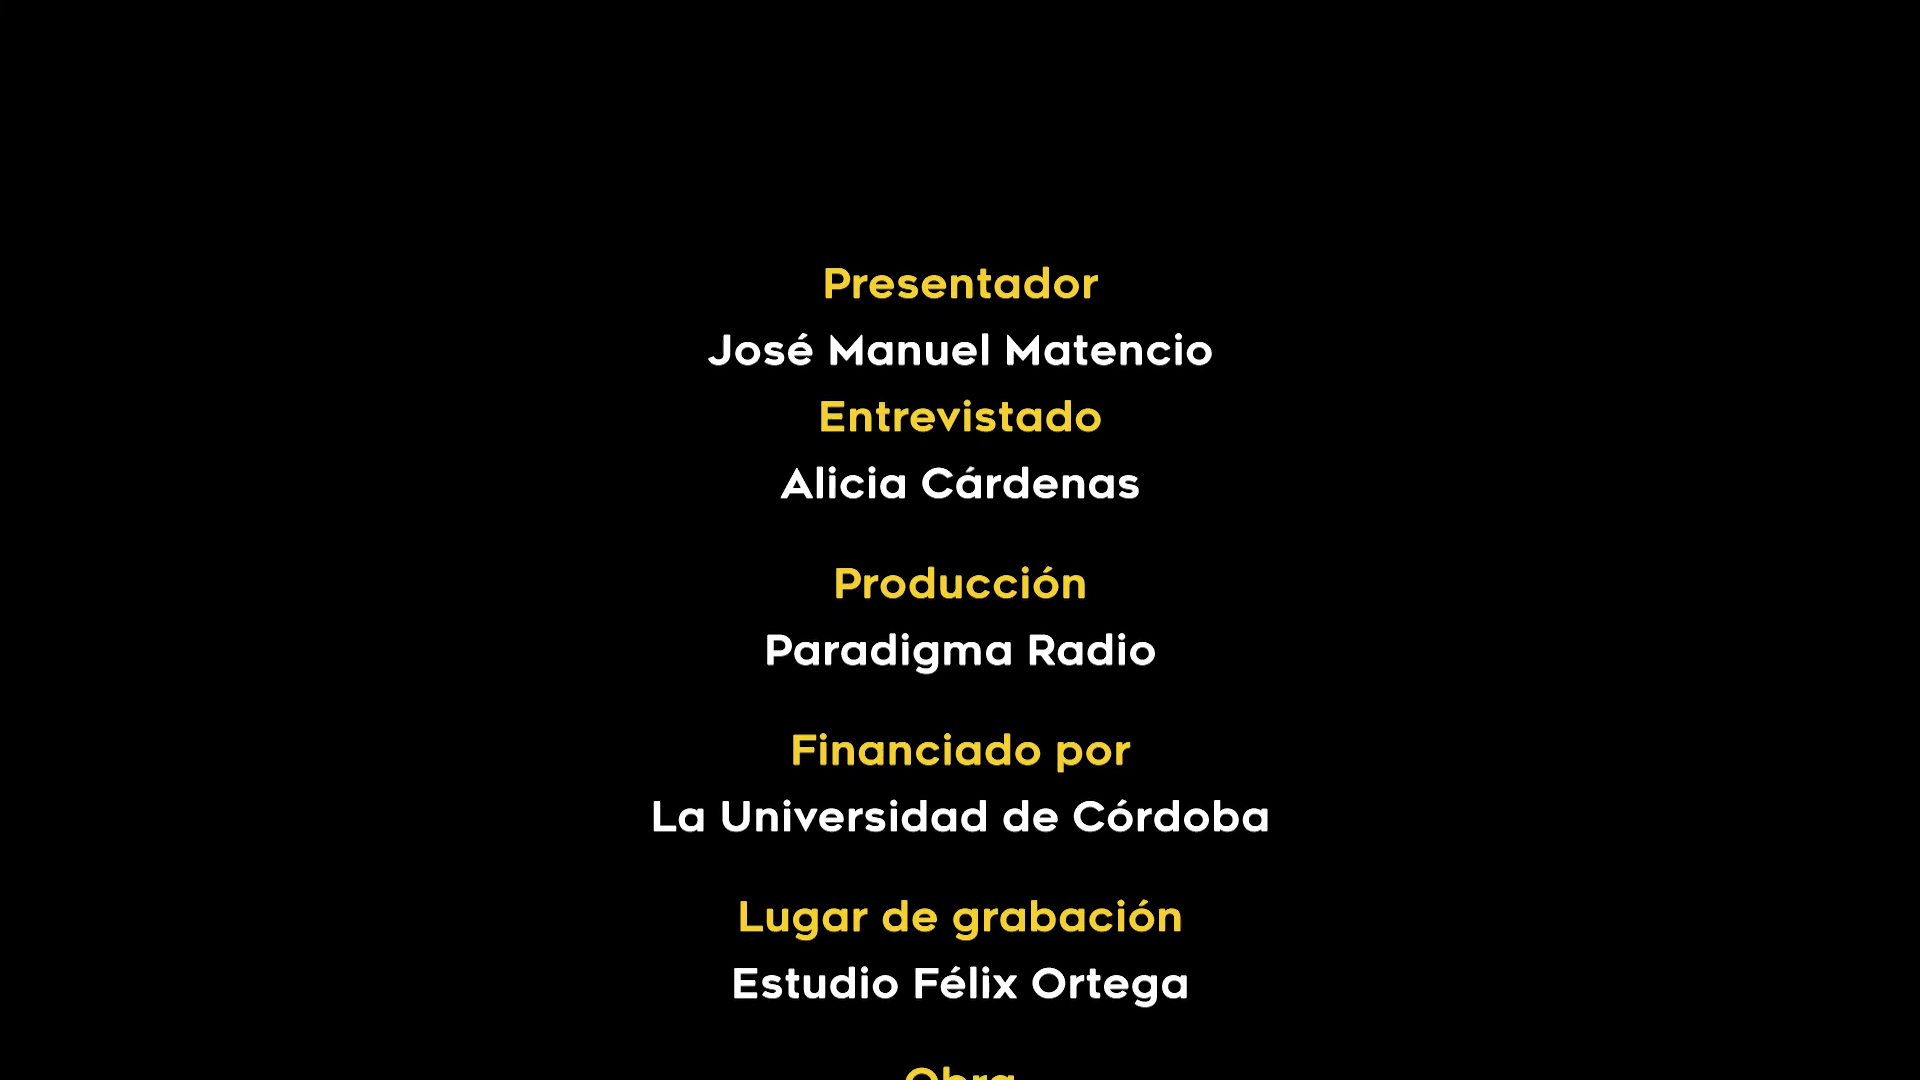 Presentador
José Manuel Matencio
Entrevistado
Alicia Cárdenas
Producción
Paradigma Radio
Financiado por
La Universidad de Córdoba
Lugar de grabación
Estudio Félix Ortega
Obra